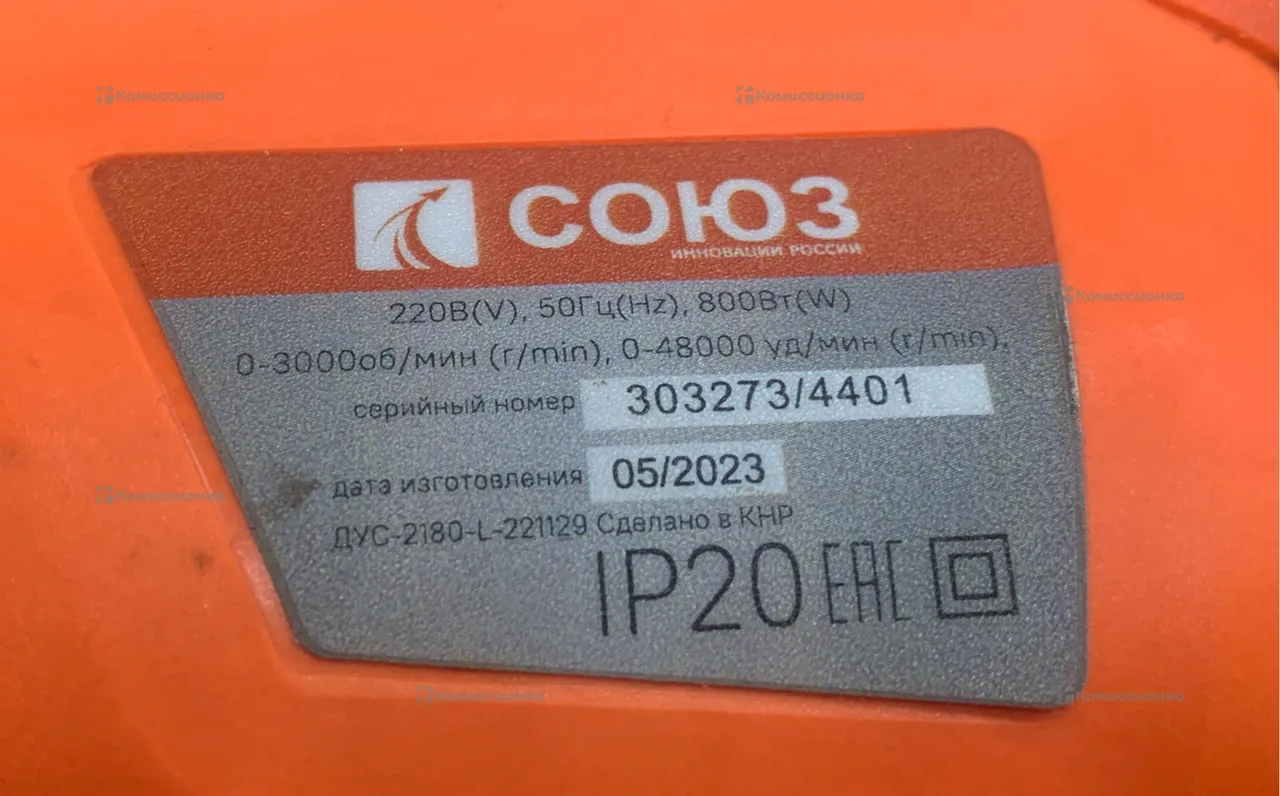 Комиссионка
Комиссионка
СОЮЗ
ИННОВАЦИИ РОССИИ
220В(V), 50Гц(Hz), 800Вт(W)
Комиссионка
0-3000об/мин (r/min), 0-48000 уд/мин (r/min),
серийный номер 303273/4401
дата изготовления 05/2023
Комиссионка
ДУС-2180-L-221129 Сделано в КНР
IP20 EAC
Комиссионка
Комиссионка